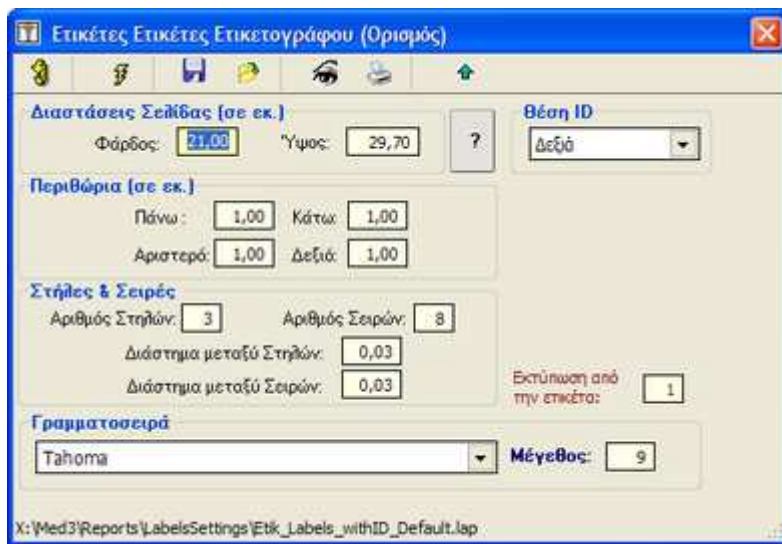 Ετικέτες Ετικέτες Ετικετογράφου (Ορισμός)
Διαστάσεις Σελίδας (σε εκ.)
Φάρδος: 21,00 Ύψος: 29,70
?
Θέση ID
Δεξιά
Περιθώρια (σε εκ.)
Πάνω : 1,00 Κάτω: 1,00
Αριστερά: 1,00 Δεξιά: 1,00
Στήλες & Σειρές
Αριθμός Στηλών: 3 Αριθμός Σειρών: 8
Διάστημα μεταξύ Στηλών: 0,03
Διάστημα μεταξύ Σειρών: 0,03
Εκτύπωση από
την ετικέτα: 1
Γραμματοσειρά
Tahoma Μέγεθος: 9
X:\Med3\Reports\LabelsSettings\Etik_Labels_withID_Default.lap